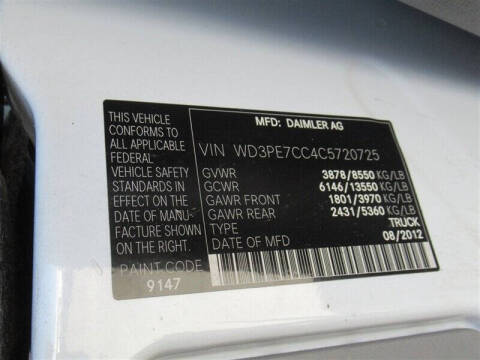 MFD: DAIMLER AG
THIS VEHICLE
CONFORMS TO
ALL APPLICABLE
FEDERAL
VEHICLE SAFETY
STANDARDS IN
EFFECT ON THE
DATE OF MANU-
FACTURE SHOWN
ON THE RIGHT.
PAINT CODE
9147
VIN WD3PE7CC4C5720725
GVWR 3878/8550 KG/LB
GCWR 6146/13550 KG/LB
GAWR FRONT 1801/3970 KG/LB
GAWR REAR 2431/5360 KG/LB
TYPE TRUCK
DATE OF MFD 08/2012